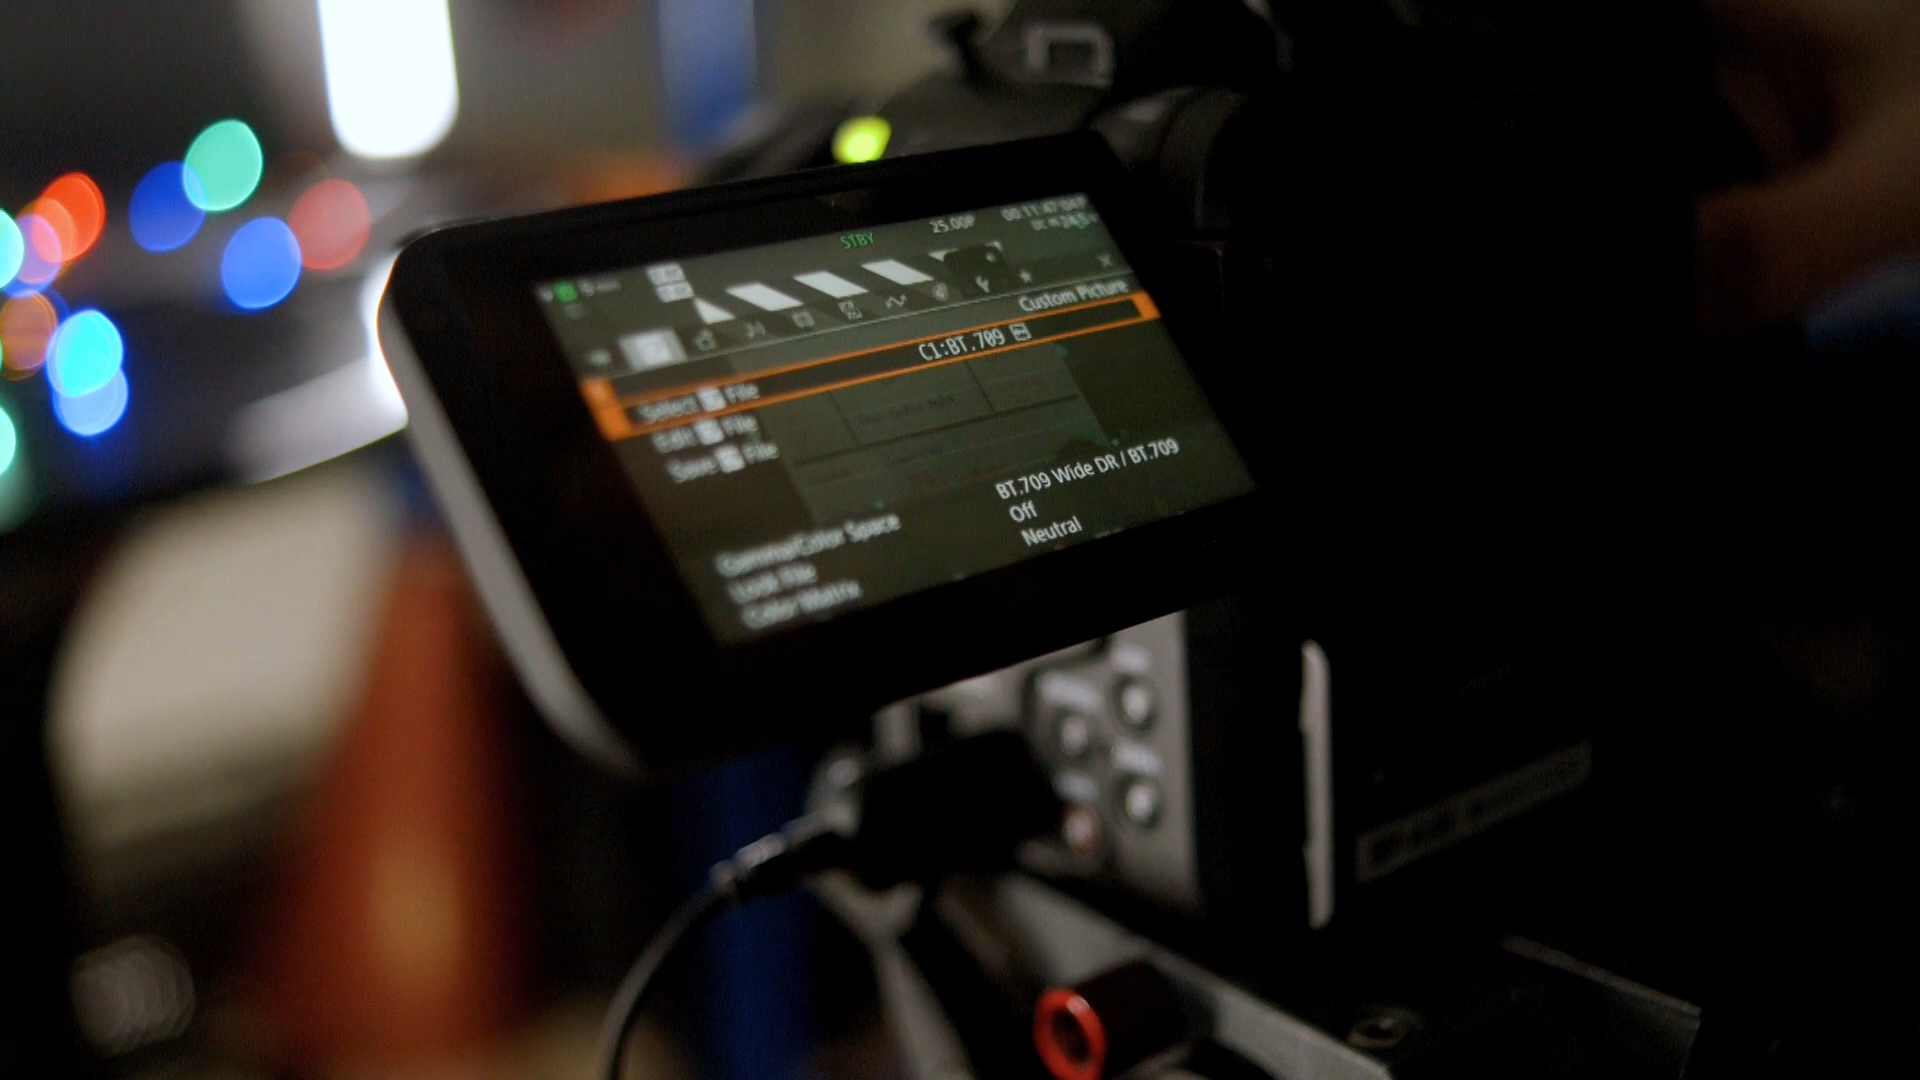 STBY 25.00P
Custom Picture
Select File C1:BT.709
Edit File
Save File
Gamma/Color Space BT.709 Wide DR / BT.709
Look File Off
Color Matrix Neutral